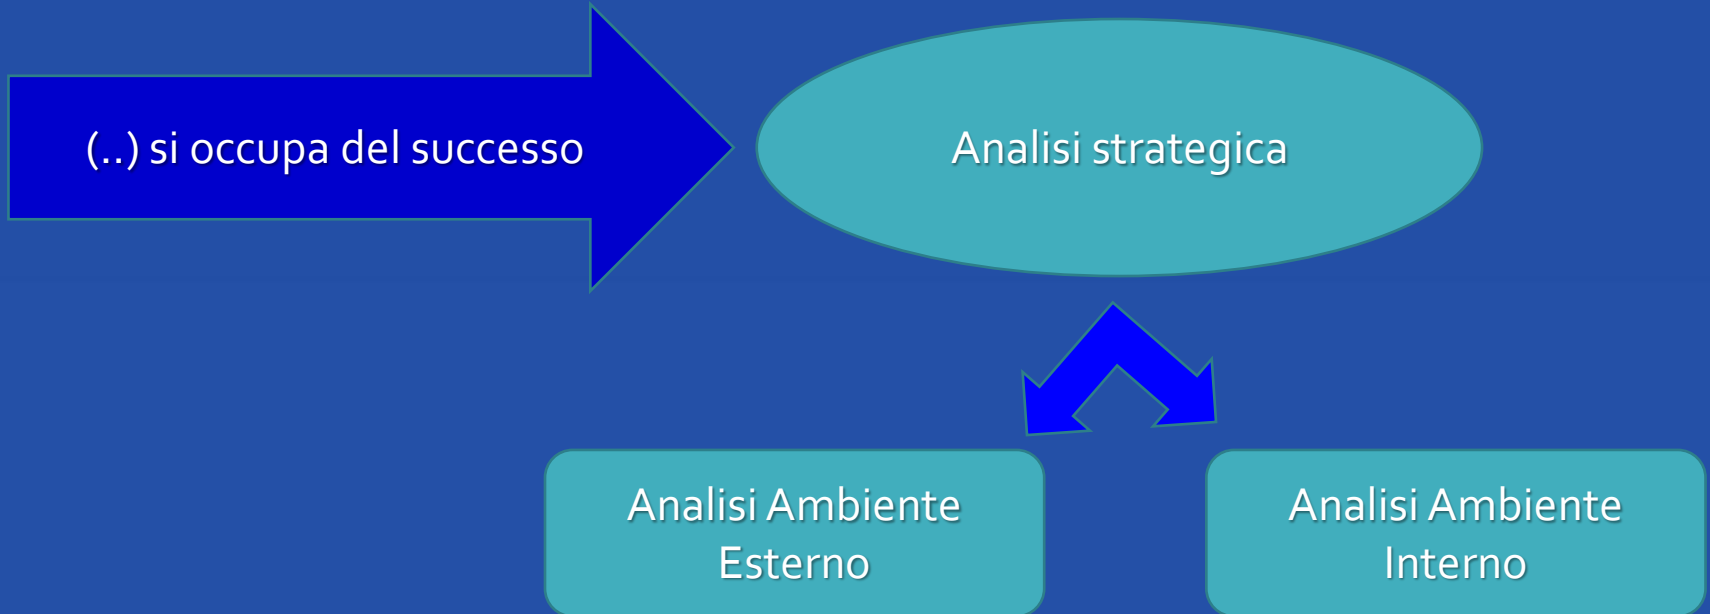 (..) si occupa del successo
Analisi strategica
Analisi Ambiente
Esterno
Analisi Ambiente
Interno